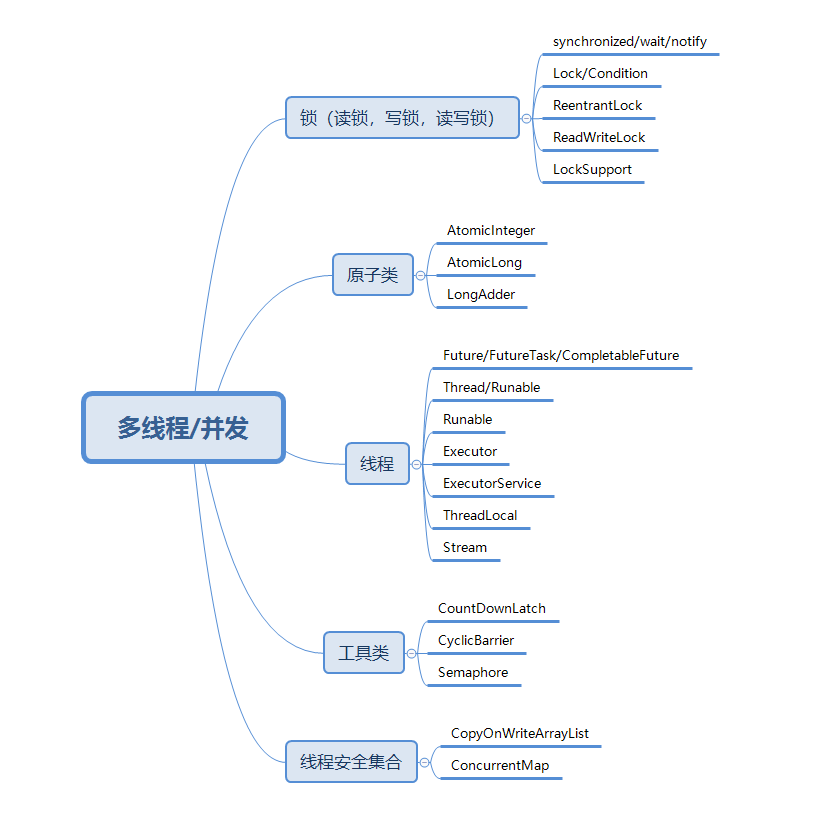 多线程/并发
锁（读锁，写锁，读写锁）
synchronized/wait/notify
Lock/Condition
ReentrantLock
ReadWriteLock
LockSupport
原子类
AtomicInteger
AtomicLong
LongAdder
线程
Future/FutureTask/CompletableFuture
Thread/Runable
Runable
Executor
ExecutorService
ThreadLocal
Stream
工具类
CountDownLatch
CyclicBarrier
Semaphore
线程安全集合
CopyOnWriteArrayList
ConcurrentMap